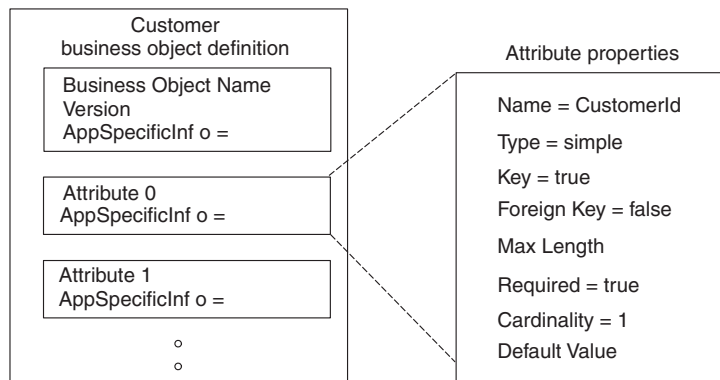 Customer
business object definition
Business Object Name
Version
AppSpecificInf o =
Attribute 0
AppSpecificInf o =
Attribute 1
AppSpecificInf o =
Attribute properties
Name = CustomerId
Type = simple
Key = true
Foreign Key = false
Max Length
Required = true
Cardinality = 1
Default Value